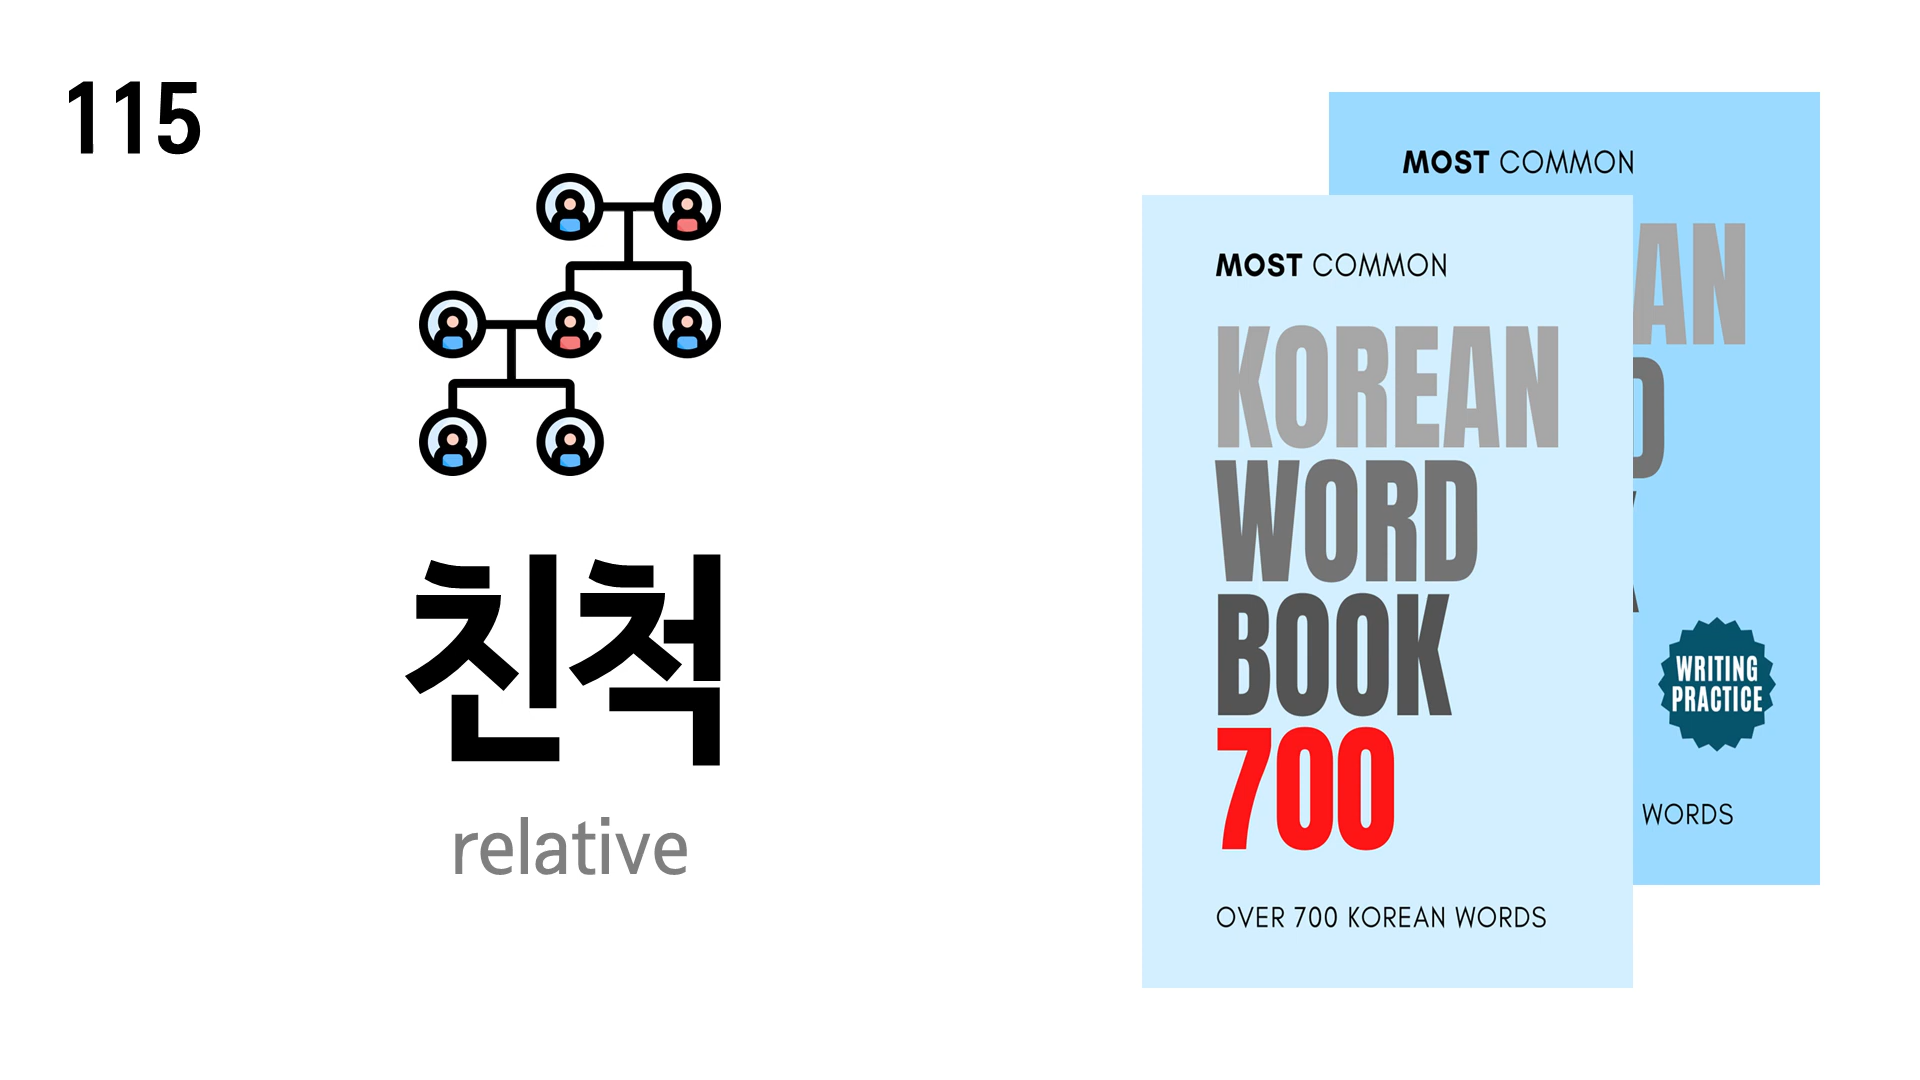 115
친척
relative
MOST COMMON
KOREAN
WORD
BOOK
700
OVER 700 KOREAN WORDS
MOST COMMON
WRITING
PRACTICE
WORDS